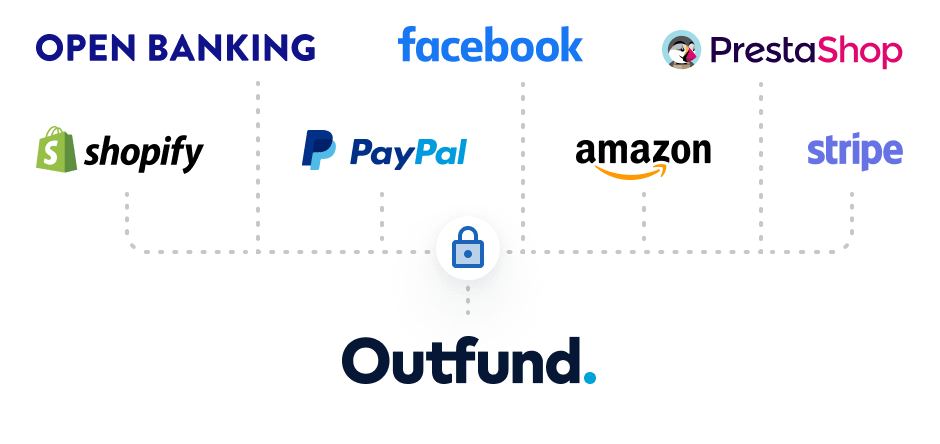 OPEN BANKING
facebook
PrestaShop
S shopify
PayPal
amazon
stripe
Outfund.